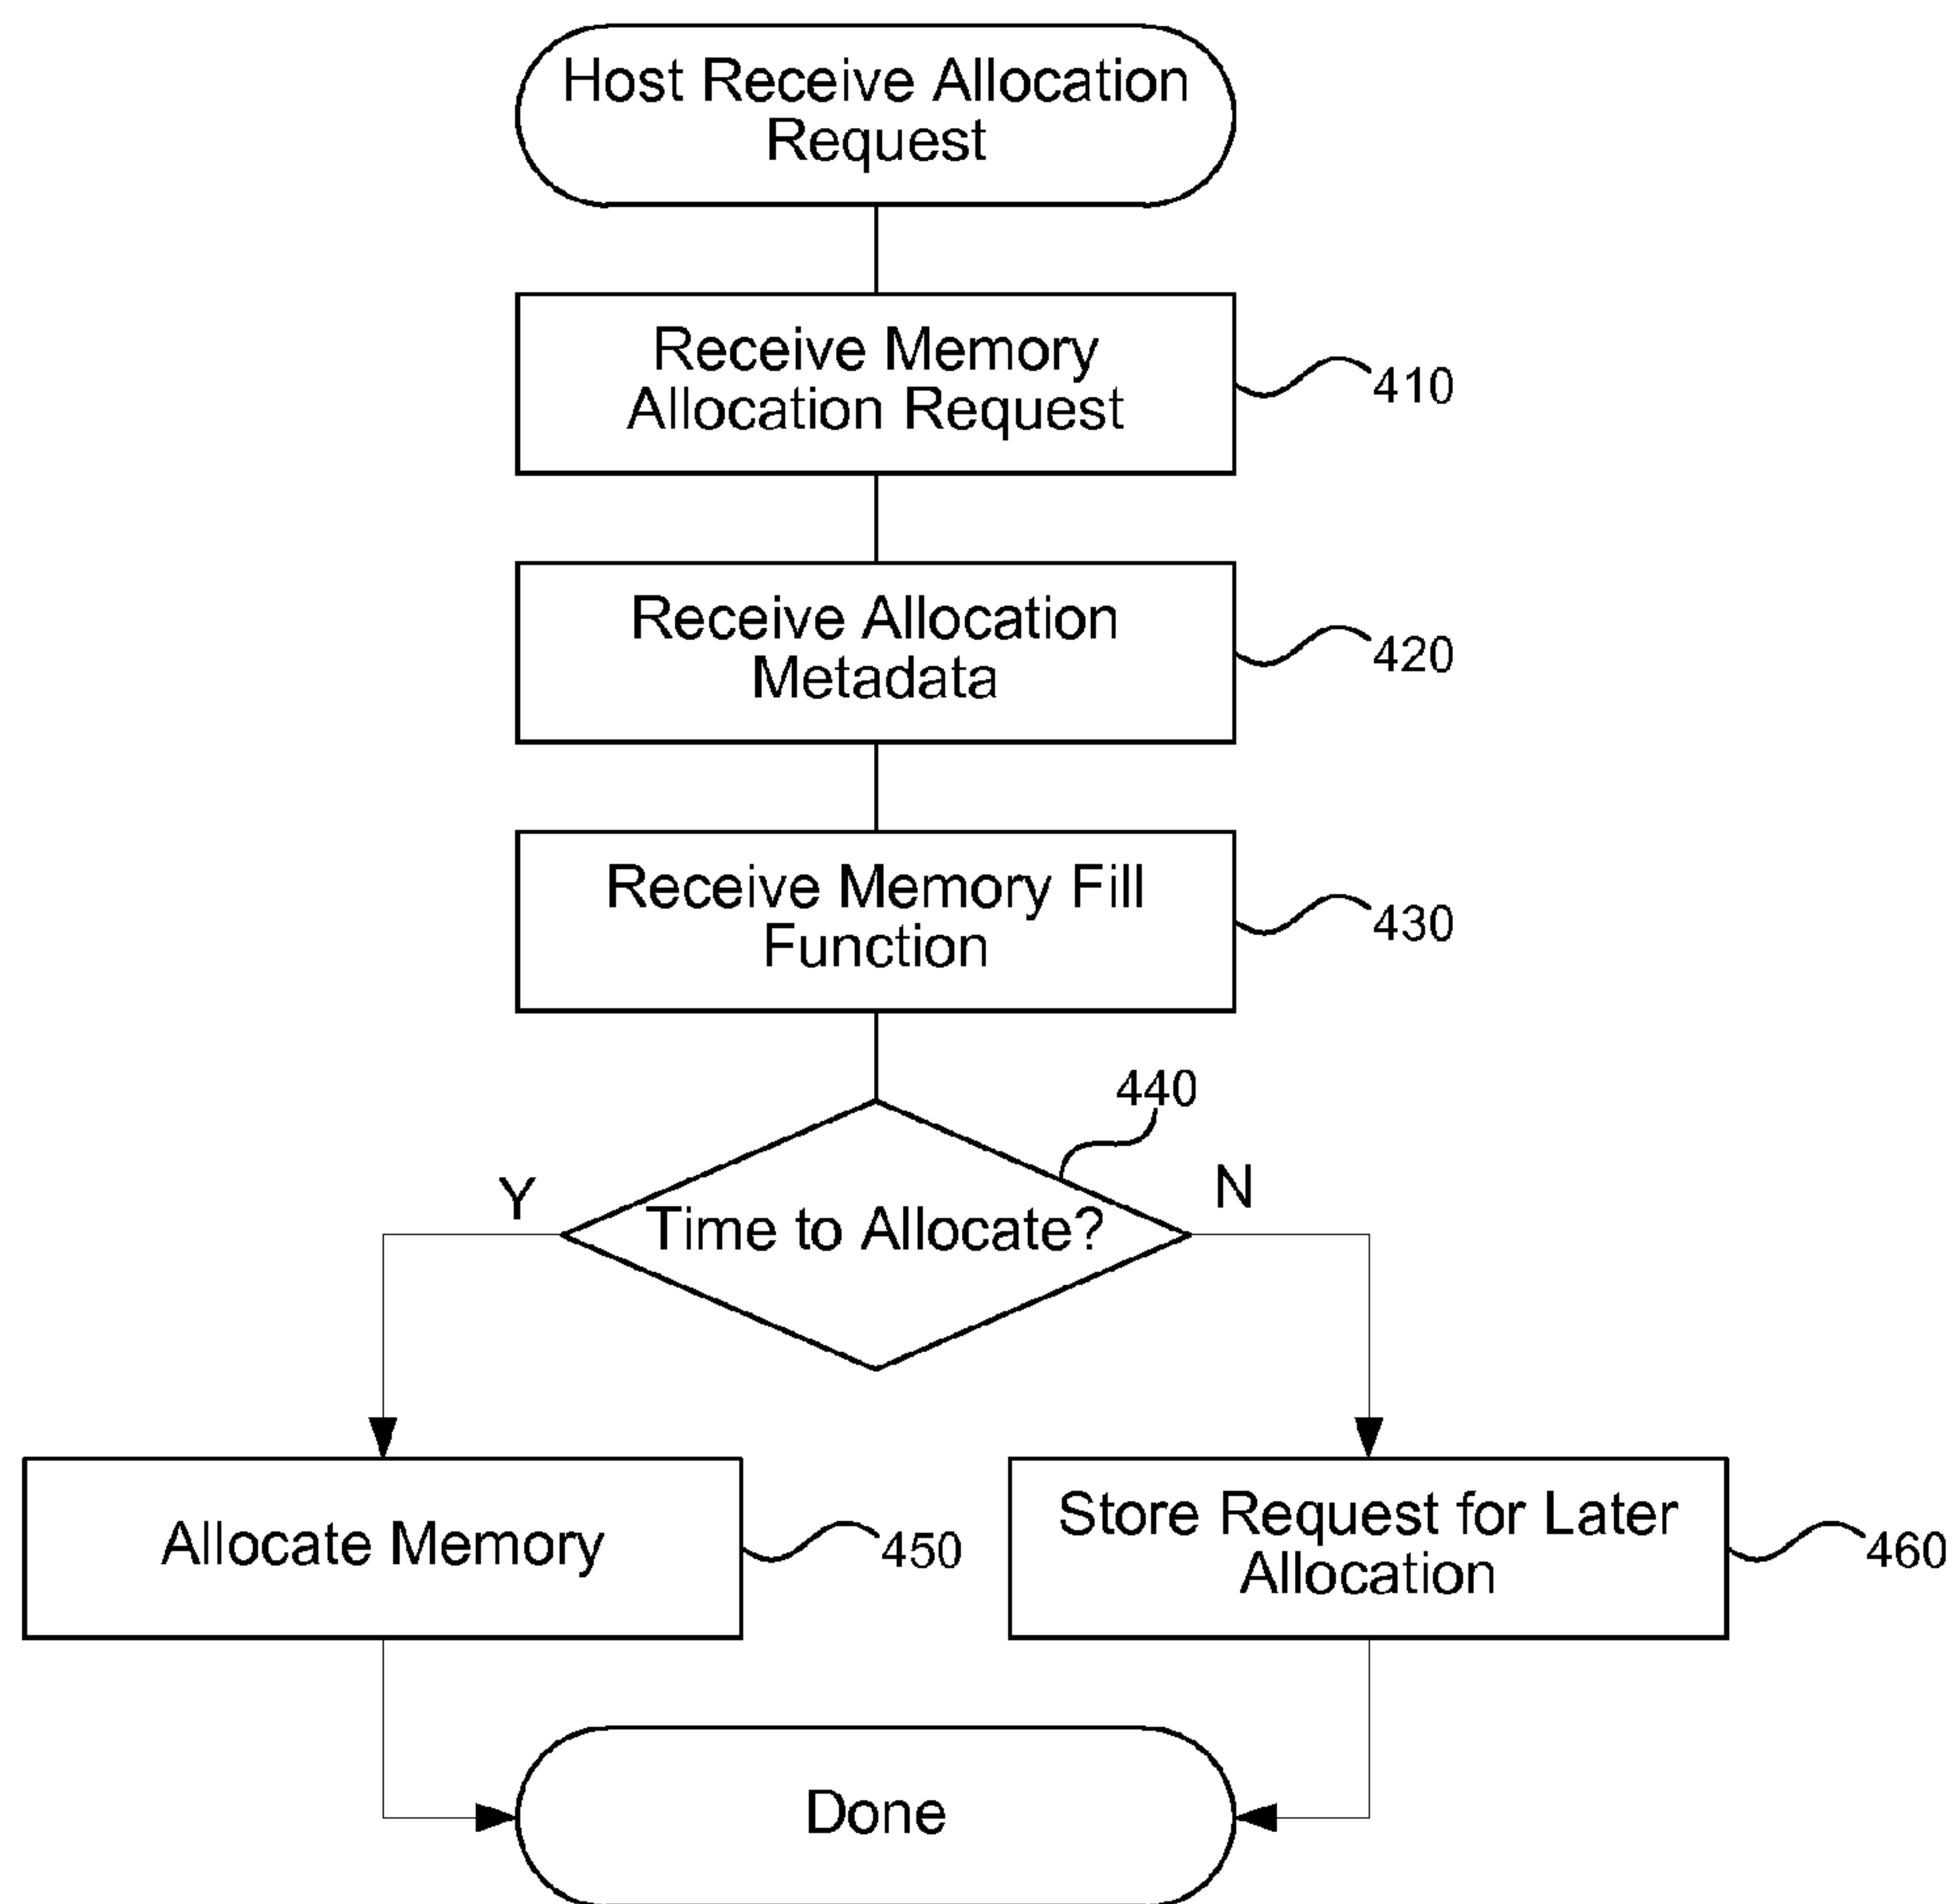 Host Receive Allocation
Request
Receive Memory
Allocation Request
410
Receive Allocation
Metadata
420
Receive Memory Fill
Function
430
440
Y
N
Time to Allocate?
Allocate Memory
450
Store Request for Later
Allocation
460
Done